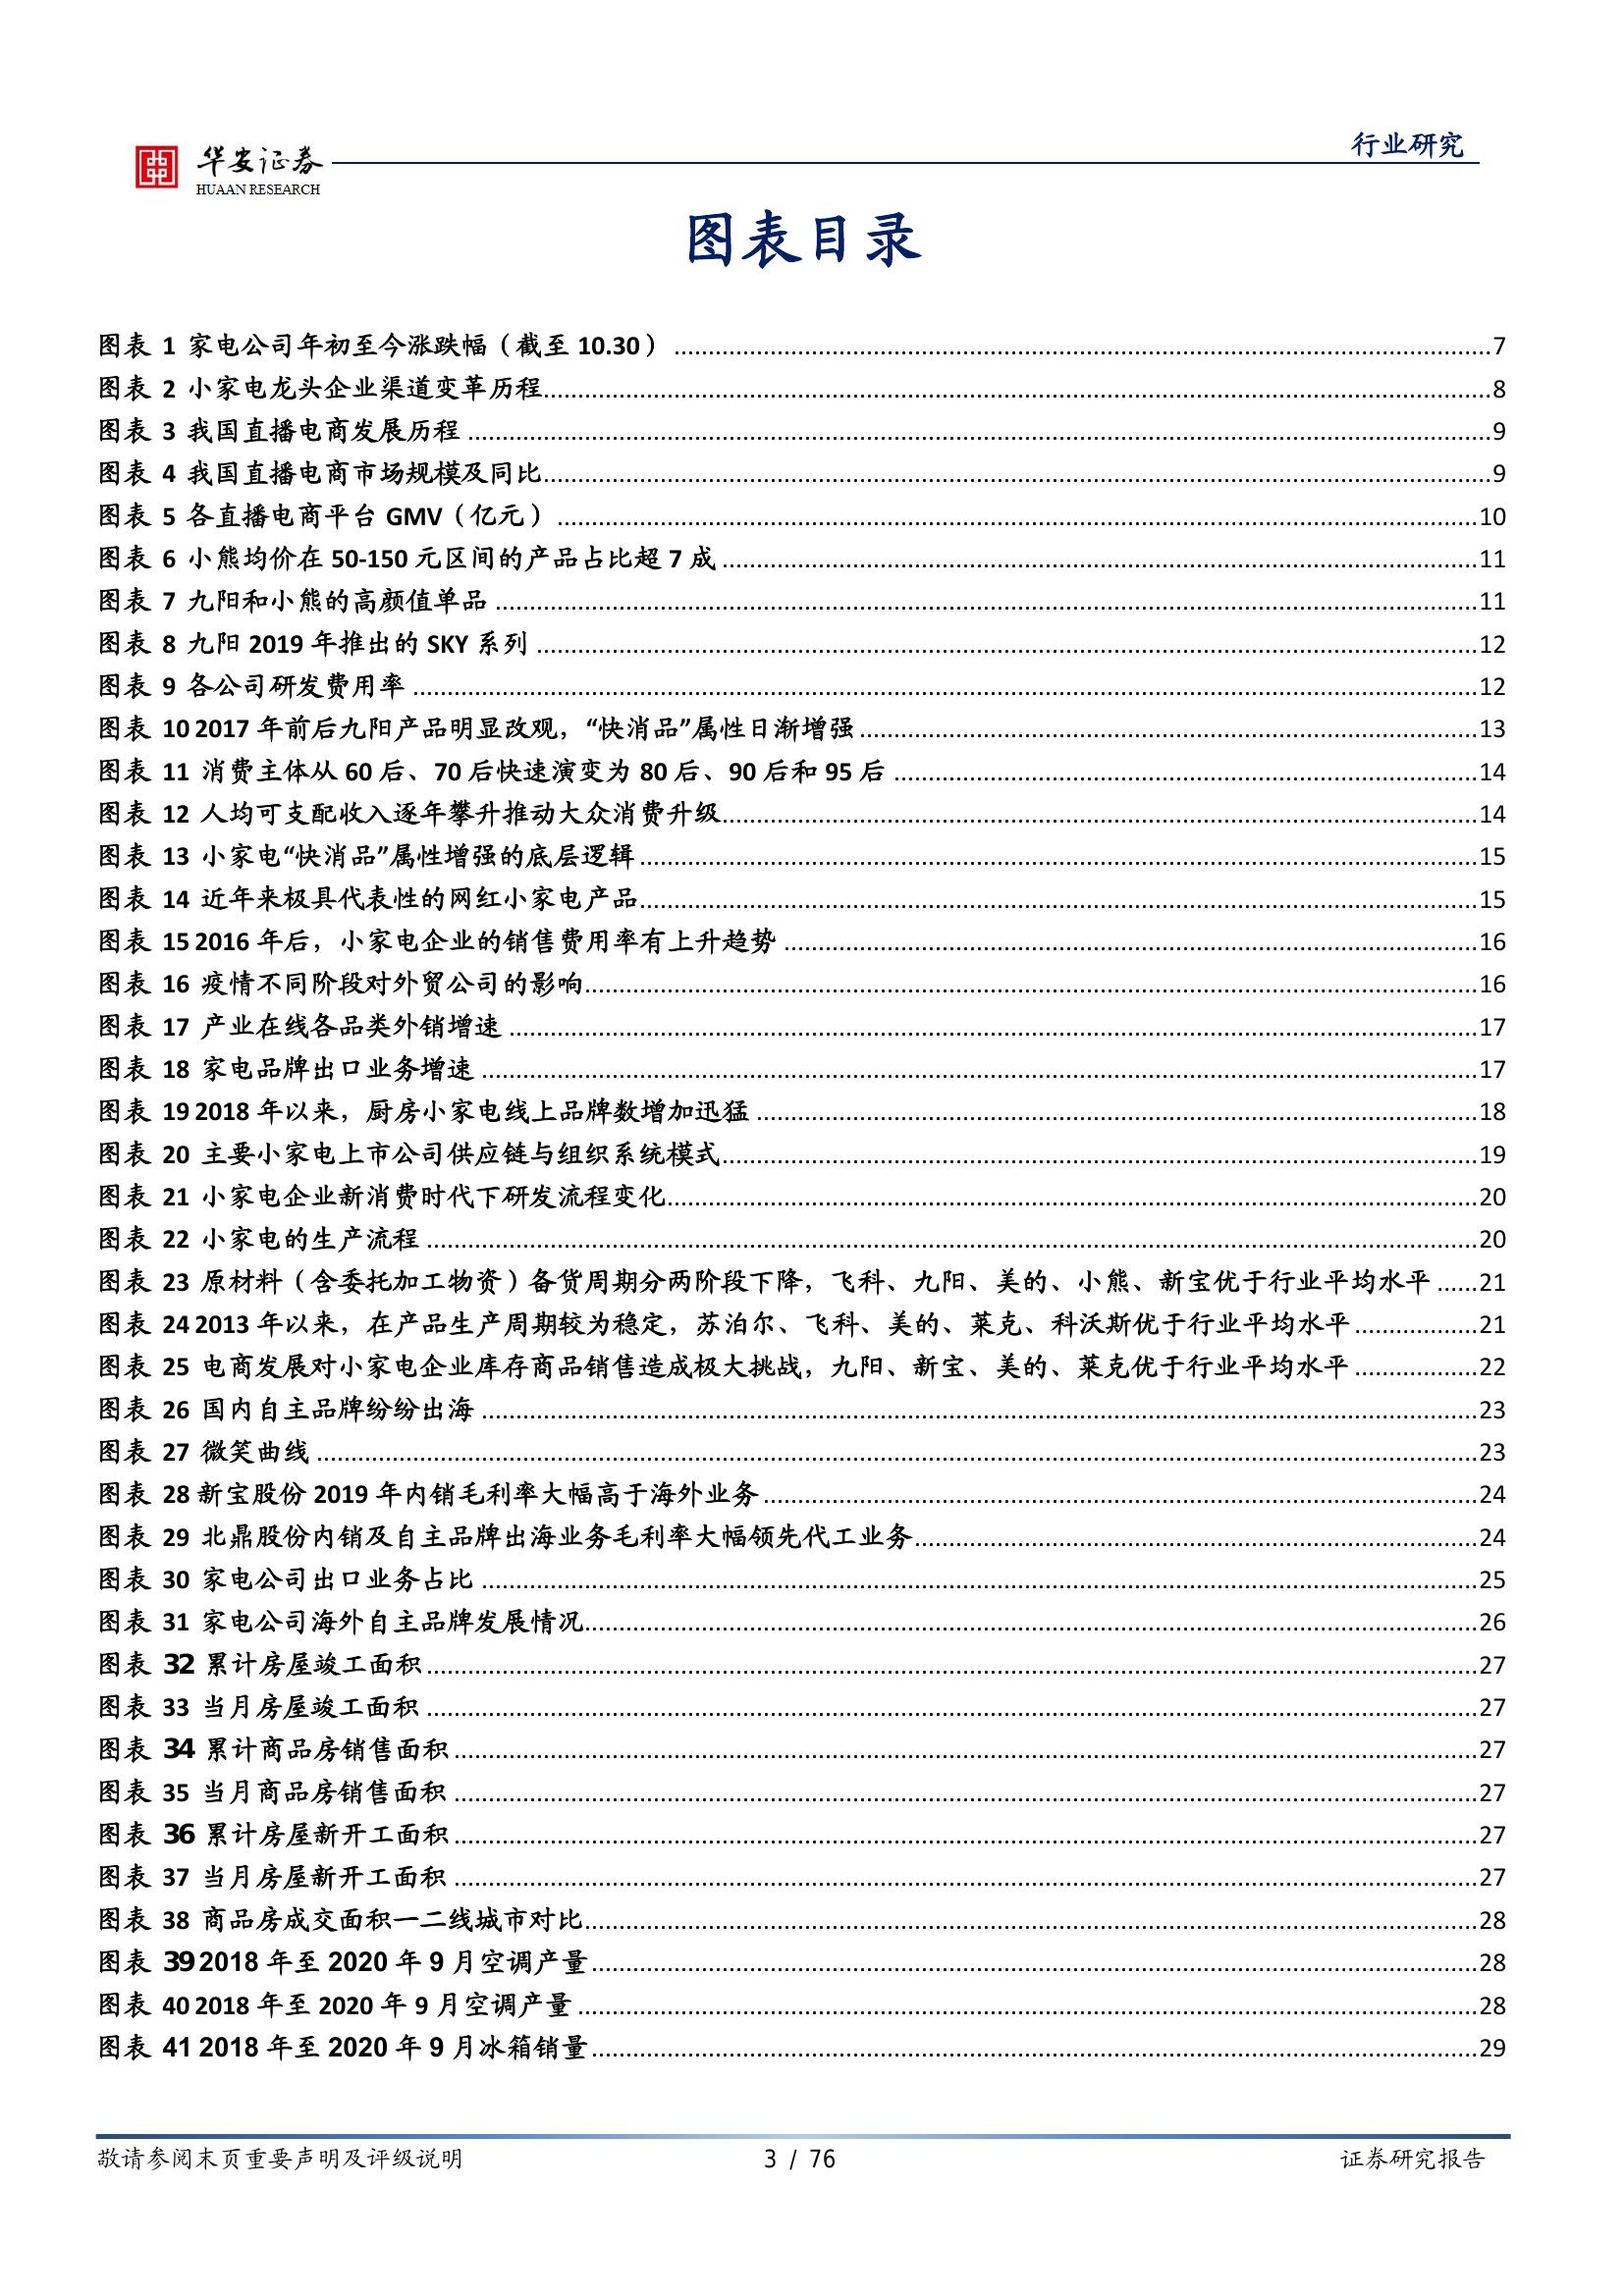 华安证券
HUAAN RESEARCH
行业研究
图表目录
图表 1 家电公司年初至今涨跌幅（截至 10.30）........7
图表 2 小家电龙头企业渠道变革历程........8
图表 3 我国直播电商发展历程........9
图表 4 我国直播电商市场规模及同比........9
图表 5 各直播电商平台 GMV（亿元）........10
图表 6 小熊均价在 50-150 元区间的产品占比超 7 成........11
图表 7 九阳和小熊的高颜值单品........11
图表 8 九阳 2019 年推出的 SKY 系列........12
图表 9 各公司研发费用率........12
图表 10 2017 年前后九阳产品明显改观，“快消品”属性日渐增强........13
图表 11 消费主体从 60 后、70 后快速演变为 80 后、90 后和 95 后........14
图表 12 人均可支配收入逐年攀升推动大众消费升级........14
图表 13 小家电“快消品”属性增强的底层逻辑........15
图表 14 近年来极具代表性的网红小家电产品........15
图表 15 2016 年后，小家电企业的销售费用率有上升趋势........16
图表 16 疫情不同阶段对外贸公司的影响........16
图表 17 产业在线各品类外销增速........17
图表 18 家电品牌出口业务增速........17
图表 19 2018 年以来，厨房小家电线上品牌数增加迅猛........18
图表 20 主要小家电上市公司供应链与组织系统模式........19
图表 21 小家电企业新消费时代下研发流程变化........20
图表 22 小家电的生产流程........20
图表 23 原材料（含委托加工物资）备货周期分两阶段下降，飞科、九阳、美的、小熊、新宝优于行业平均水平........21
图表 24 2013 年以来，在产品生产周期较为稳定，苏泊尔、飞科、美的、莱克、科沃斯优于行业平均水平........21
图表 25 电商发展对小家电企业库存商品销售造成极大挑战，九阳、新宝、美的、莱克优于行业平均水平........22
图表 26 国内自主品牌纷纷出海........23
图表 27 微笑曲线........23
图表 28 新宝股份 2019 年内销毛利率大幅高于海外业务........24
图表 29 北鼎股份内销及自主品牌出海业务毛利率大幅领先代工业务........24
图表 30 家电公司出口业务占比........25
图表 31 家电公司海外自主品牌发展情况........26
图表 32 累计房屋竣工面积........27
图表 33 当月房屋竣工面积........27
图表 34 累计商品房销售面积........27
图表 35 当月商品房销售面积........27
图表 36 累计房屋新开工面积........27
图表 37 当月房屋新开工面积........27
图表 38 商品房成交面积一二线城市对比........28
图表 39 2018 年至 2020 年 9 月空调产量........28
图表 40 2018 年至 2020 年 9 月空调产量........28
图表 41 2018 年至 2020 年 9 月冰箱销量........29
敬请参阅末页重要声明及评级说明
3 / 76
证券研究报告